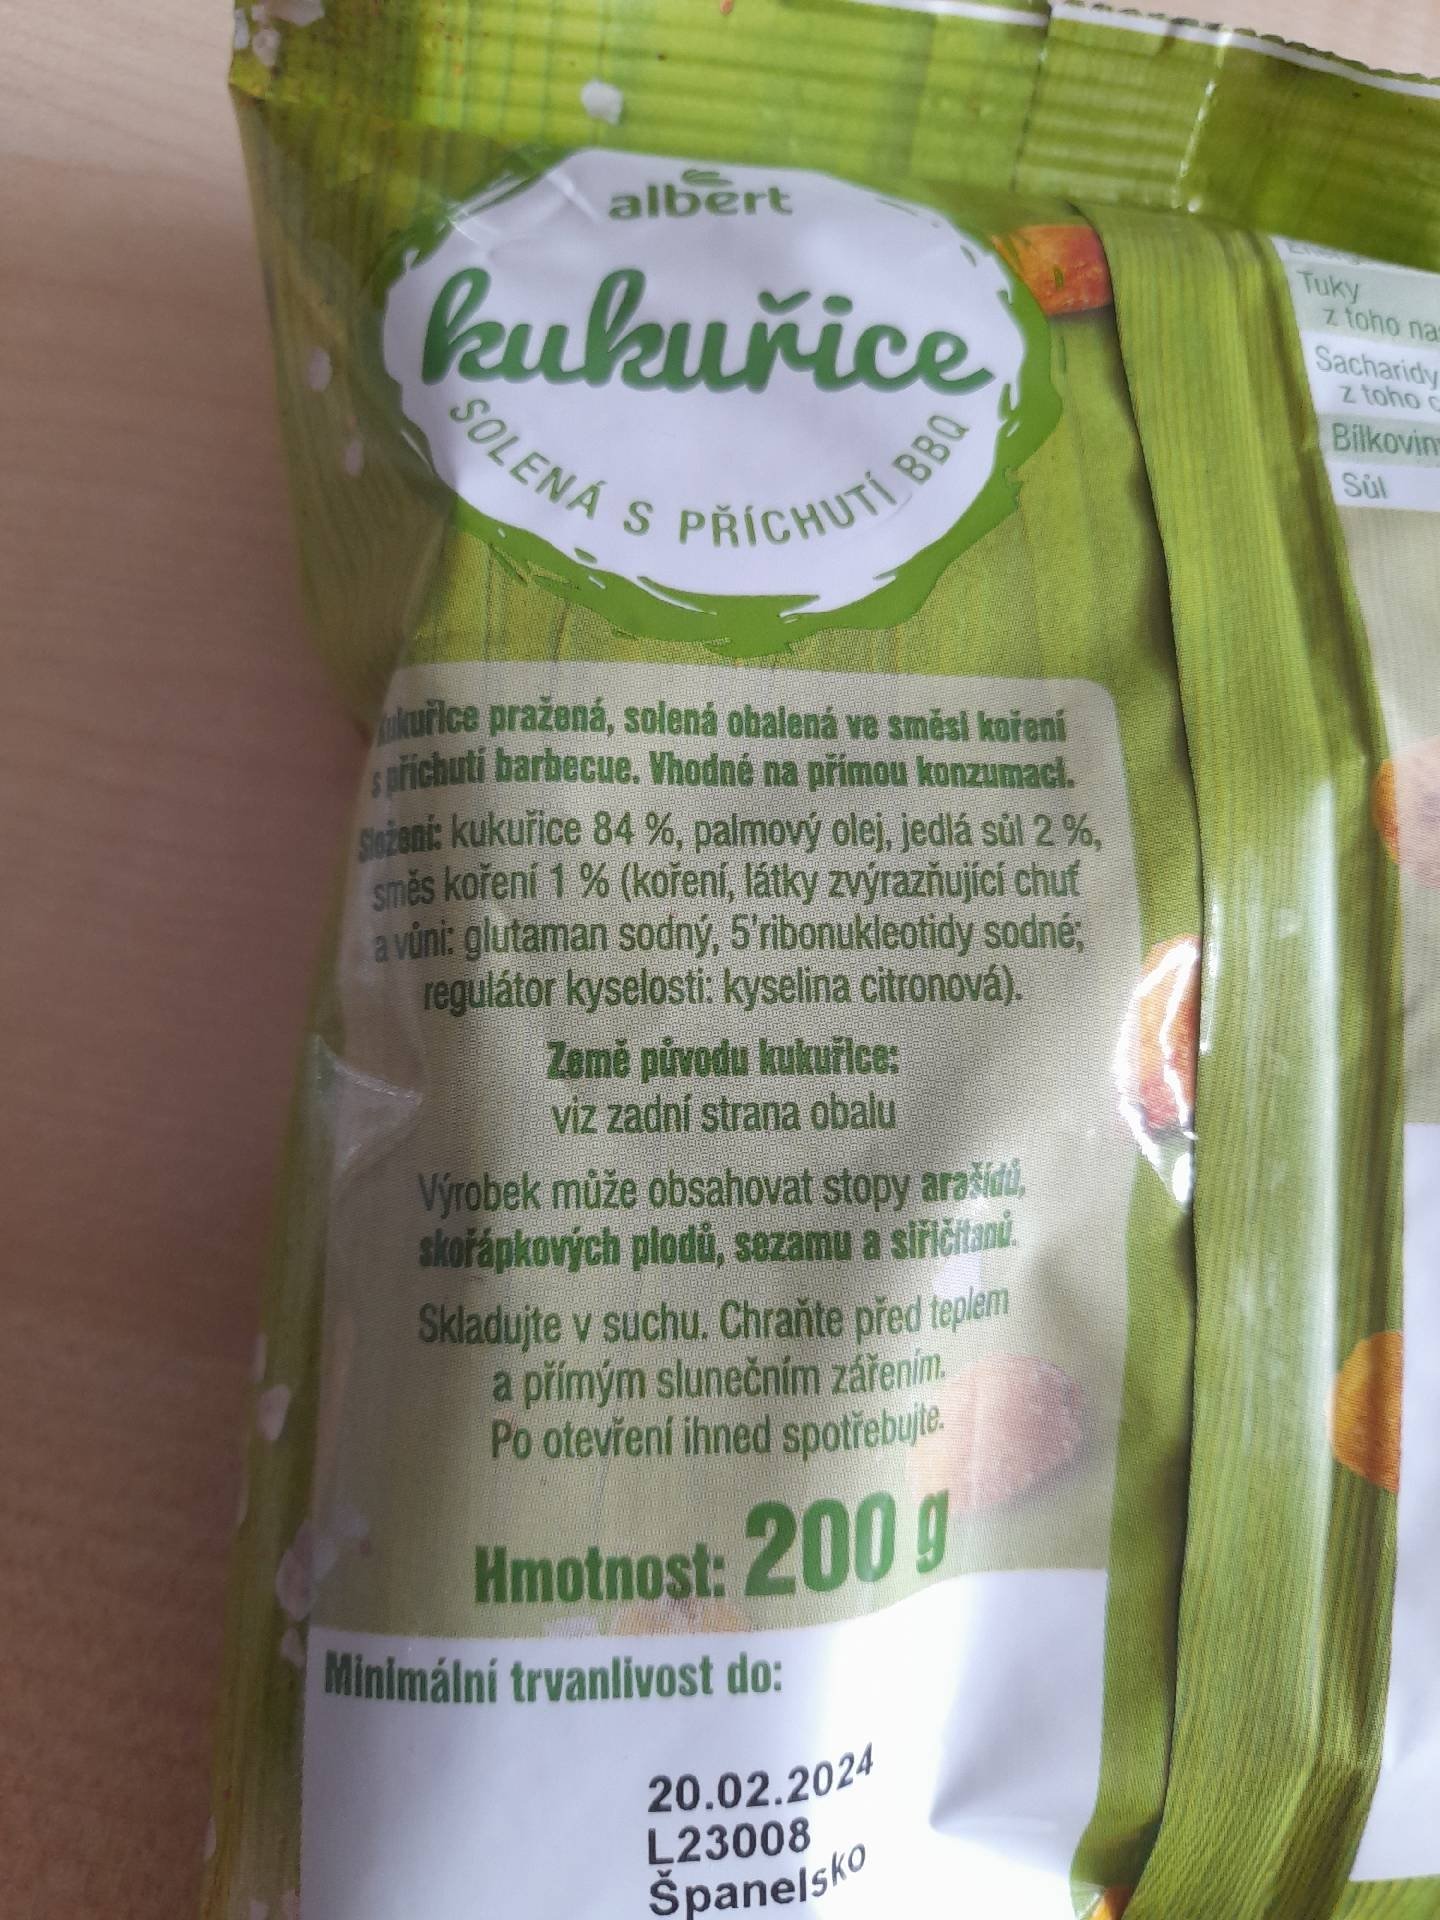 albert
kukuřice
SOLENÁ S PŘÍCHUTÍ BBQ
kukuřice pražená, solená obalená ve směsi koření
s příchutí barbecue. Vhodné na přímou konzumaci.
Složení: kukuřice 84 %, palmový olej, jedlá sůl 2 %,
směs koření 1 % (koření, látky zvýrazňující chuť
a vůni: glutaman sodný, 5'ribonukleotidy sodné;
regulátor kyselosti: kyselina citronová).
Země původu kukuřice:
viz zadní strana obalu
Výrobek může obsahovat stopy arašídů,
skořápkových plodů, sezamu a siřičitanů.
Skladujte v suchu. Chraňte před teplem
a přímým slunečním zářením.
Po otevření ihned spotřebujte.
Hmotnost: 200 g
Minimální trvanlivost do:
20.02.2024
L23008
Španelsko
Tuky
z toho
Sacharidy
z toho
Sůl